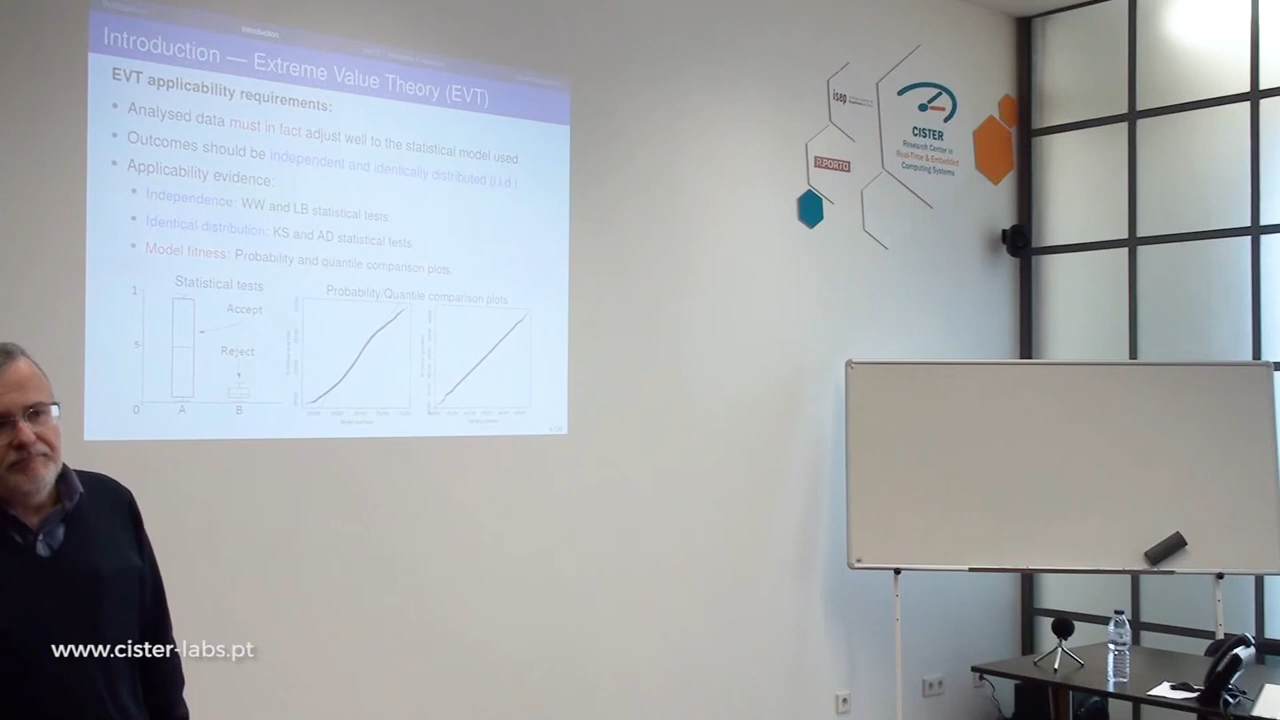 Introduction
Introduction — Extreme Value Theory (EVT)
EVT applicability requirements:
• Analysed data must in fact adjust well to the statistical model used.
• Outcomes should be independent and identically distributed (i.i.d.)
• Applicability evidence:
• Independence: WW and LB statistical tests.
• Identical distribution: KS and AD statistical tests.
• Model fitness: Probability and quantile comparison plots.
Statistical tests
Probability/Quantile comparison plots
1
Accept
Reject
0
A
B
isep
P.PORTO
CISTER
Research Center in
Real-Time & Embedded
Computing Systems
www.cister-labs.pt